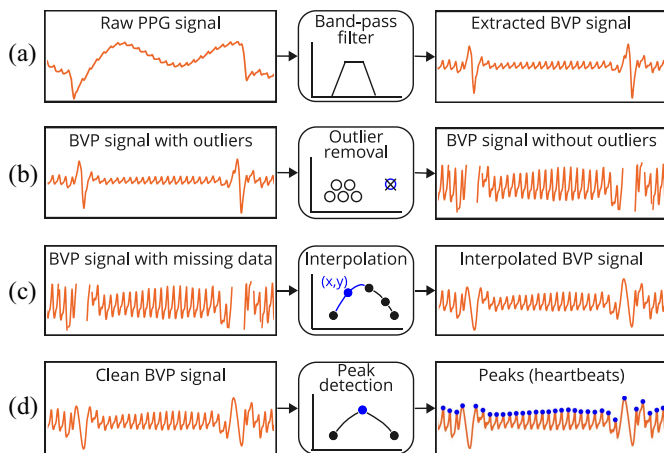 Raw PPG signal
Band-pass
filter
Extracted BVP signal
(a)
BVP signal with outliers
Outlier
removal
BVP signal without outliers
(b)
BVP signal with missing data
Interpolation
(x,y)
Interpolated BVP signal
(c)
Clean BVP signal
Peak
detection
Peaks (heartbeats)
(d)